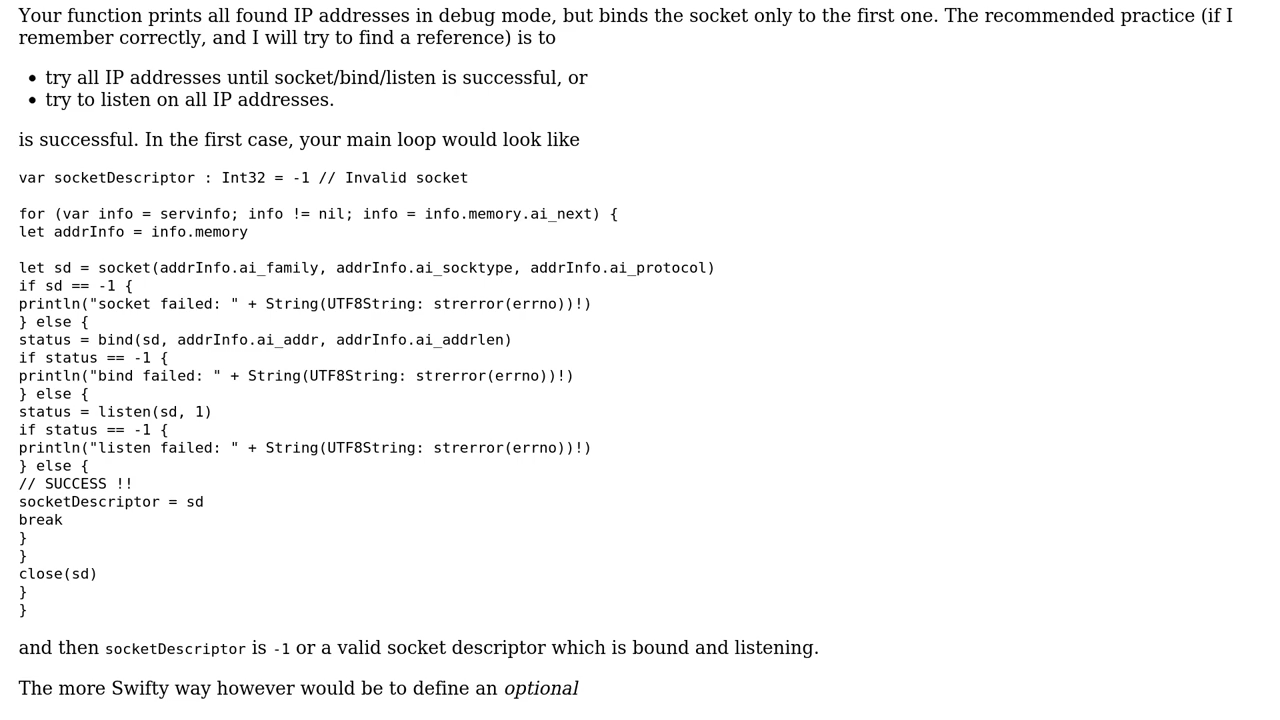 Your function prints all found IP addresses in debug mode, but binds the socket only to the first one. The recommended practice (if I
remember correctly, and I will try to find a reference) is to
• try all IP addresses until socket/bind/listen is successful, or
• try to listen on all IP addresses.
is successful. In the first case, your main loop would look like
var socketDescriptor : Int32 = -1 // Invalid socket
for (var info = servinfo; info != nil; info = info.memory.ai_next) {
let addrInfo = info.memory
let sd = socket(addrInfo.ai_family, addrInfo.ai_socktype, addrInfo.ai_protocol)
if sd == -1 {
println("socket failed: " + String(UTF8String: strerror(errno))!)
} else {
status = bind(sd, addrInfo.ai_addr, addrInfo.ai_addrlen)
if status == -1 {
println("bind failed: " + String(UTF8String: strerror(errno))!)
} else {
status = listen(sd, 1)
if status == -1 {
println("listen failed: " + String(UTF8String: strerror(errno))!)
} else {
// SUCCESS !!
socketDescriptor = sd
break
}
}
close(sd)
}
}
and then socketDescriptor is -1 or a valid socket descriptor which is bound and listening.
The more Swifty way however would be to define an optional